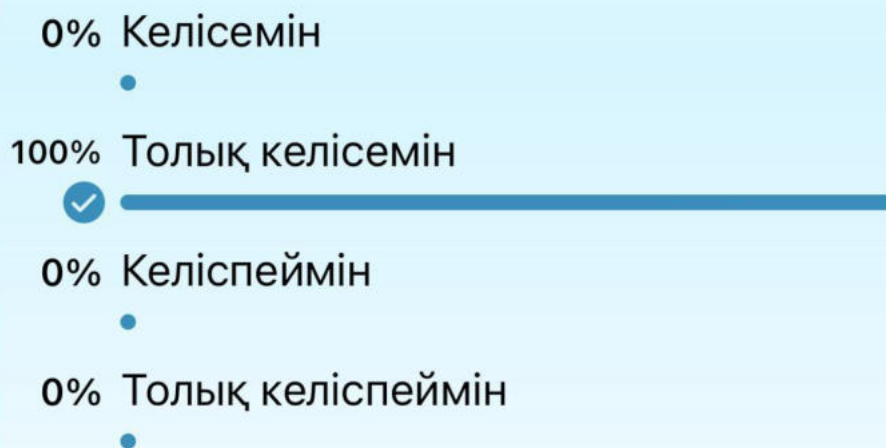 0% Келісемін
100% Толық келісемін
0% Келіспеймін
0% Толық келіспеймін